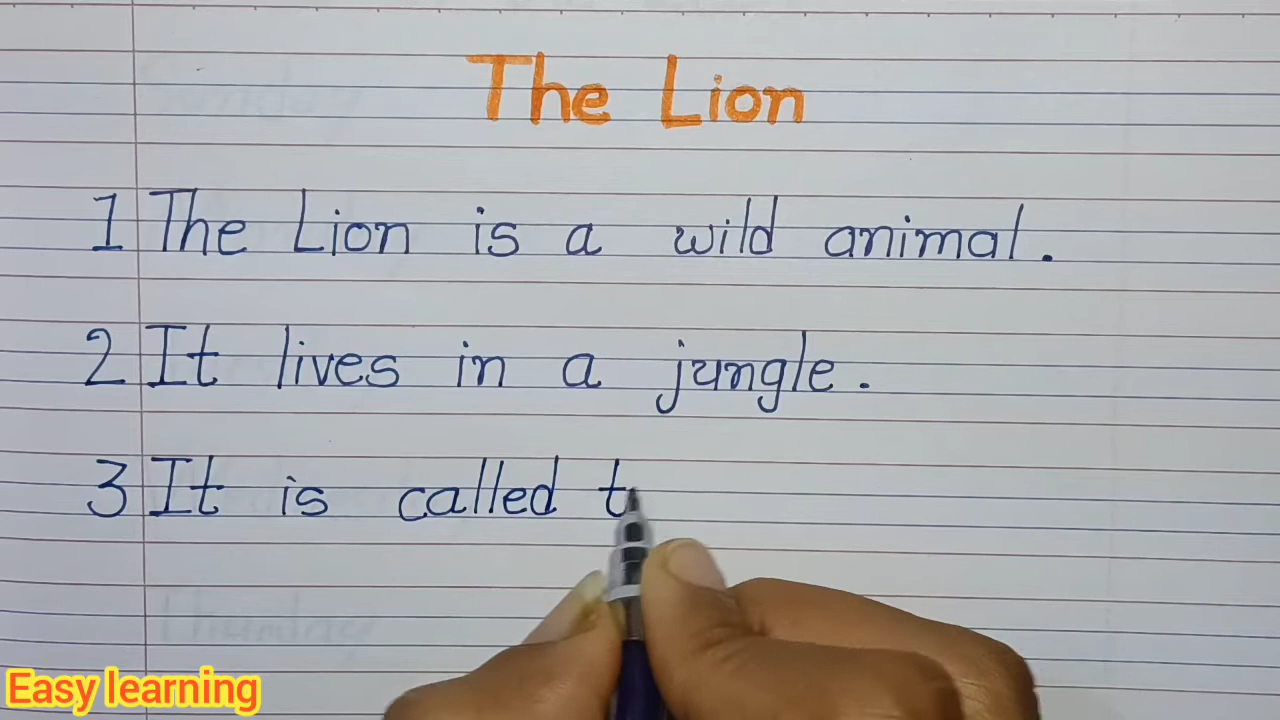 The Lion
1 The Lion is a wild animal.
2 It lives in a jungle.
3 It is called t
Easy learning